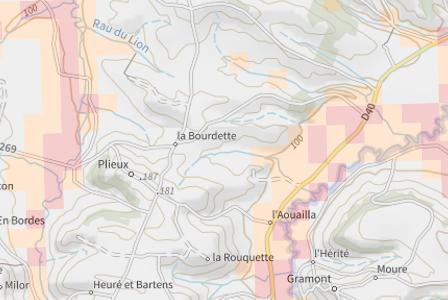 100
Rau du Lion
D40
la Bourdette
100
269
Plieux
187
181
con
l'Aouailla
En Bordes
la Rouquette
l'Hérité
Moure
Gramont
Milor
Heuré et Bartens